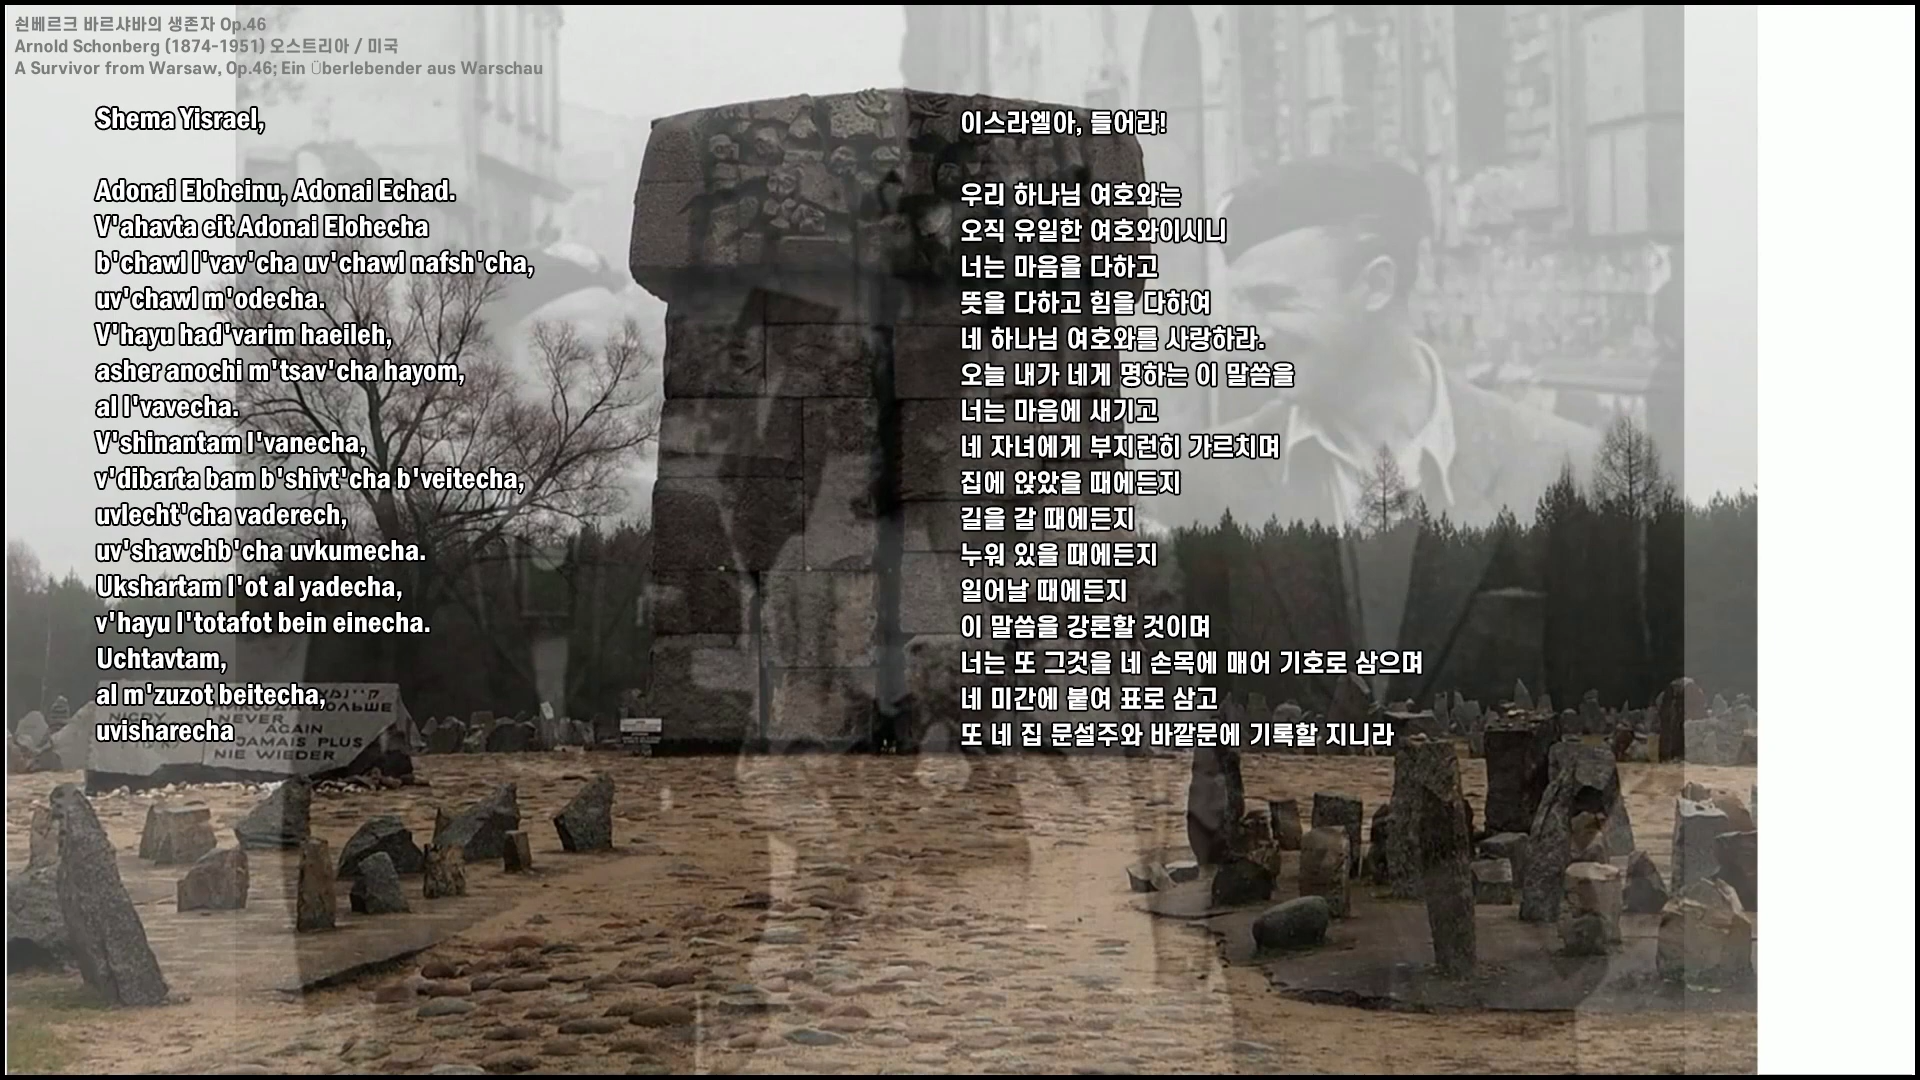 쇤베르크 바르샤바의 생존자 Op.46
Arnold Schonberg (1874-1951) 오스트리아 / 미국
A Survivor from Warsaw, Op.46; Ein Überlebender aus Warschau
Shema Yisrael,
Adonai Eloheinu, Adonai Echad.
V'ahavta eit Adonai Elohecha
b'chawl l'vav'cha uv'chawl nafsh'cha,
uv'chawl m'odecha.
V'hayu had'varim haeileh,
asher anochi m'tsav'cha hayom,
al l'vavecha.
V'shinantam l'vanecha,
v'dibarta bam b'shivt'cha b'veitecha,
uvlecht'cha vaderech,
uv'shawchb'cha uvkumecha.
Ukshartam l'ot al yadecha,
v'hayu l'totafot bein einecha.
Uchtavtam,
al m'zuzot beitecha,
uvisharecha
이스라엘아, 들어라!
우리 하나님 여호와는
오직 유일한 여호와이시니
너는 마음을 다하고
뜻을 다하고 힘을 다하여
네 하나님 여호와를 사랑하라.
오늘 내가 네게 명하는 이 말씀을
너는 마음에 새기고
네 자녀에게 부지런히 가르치며
집에 앉았을 때에든지
길을 갈 때에든지
누워 있을 때에든지
일어날 때에든지
이 말씀을 강론할 것이며
너는 또 그것을 네 손목에 매어 기호로 삼으며
네 미간에 붙여 표로 삼고
또 네 집 문설주와 바깥문에 기록할 지니라
NEVER
AGAIN
JAMAIS PLUS
NIE WIEDER